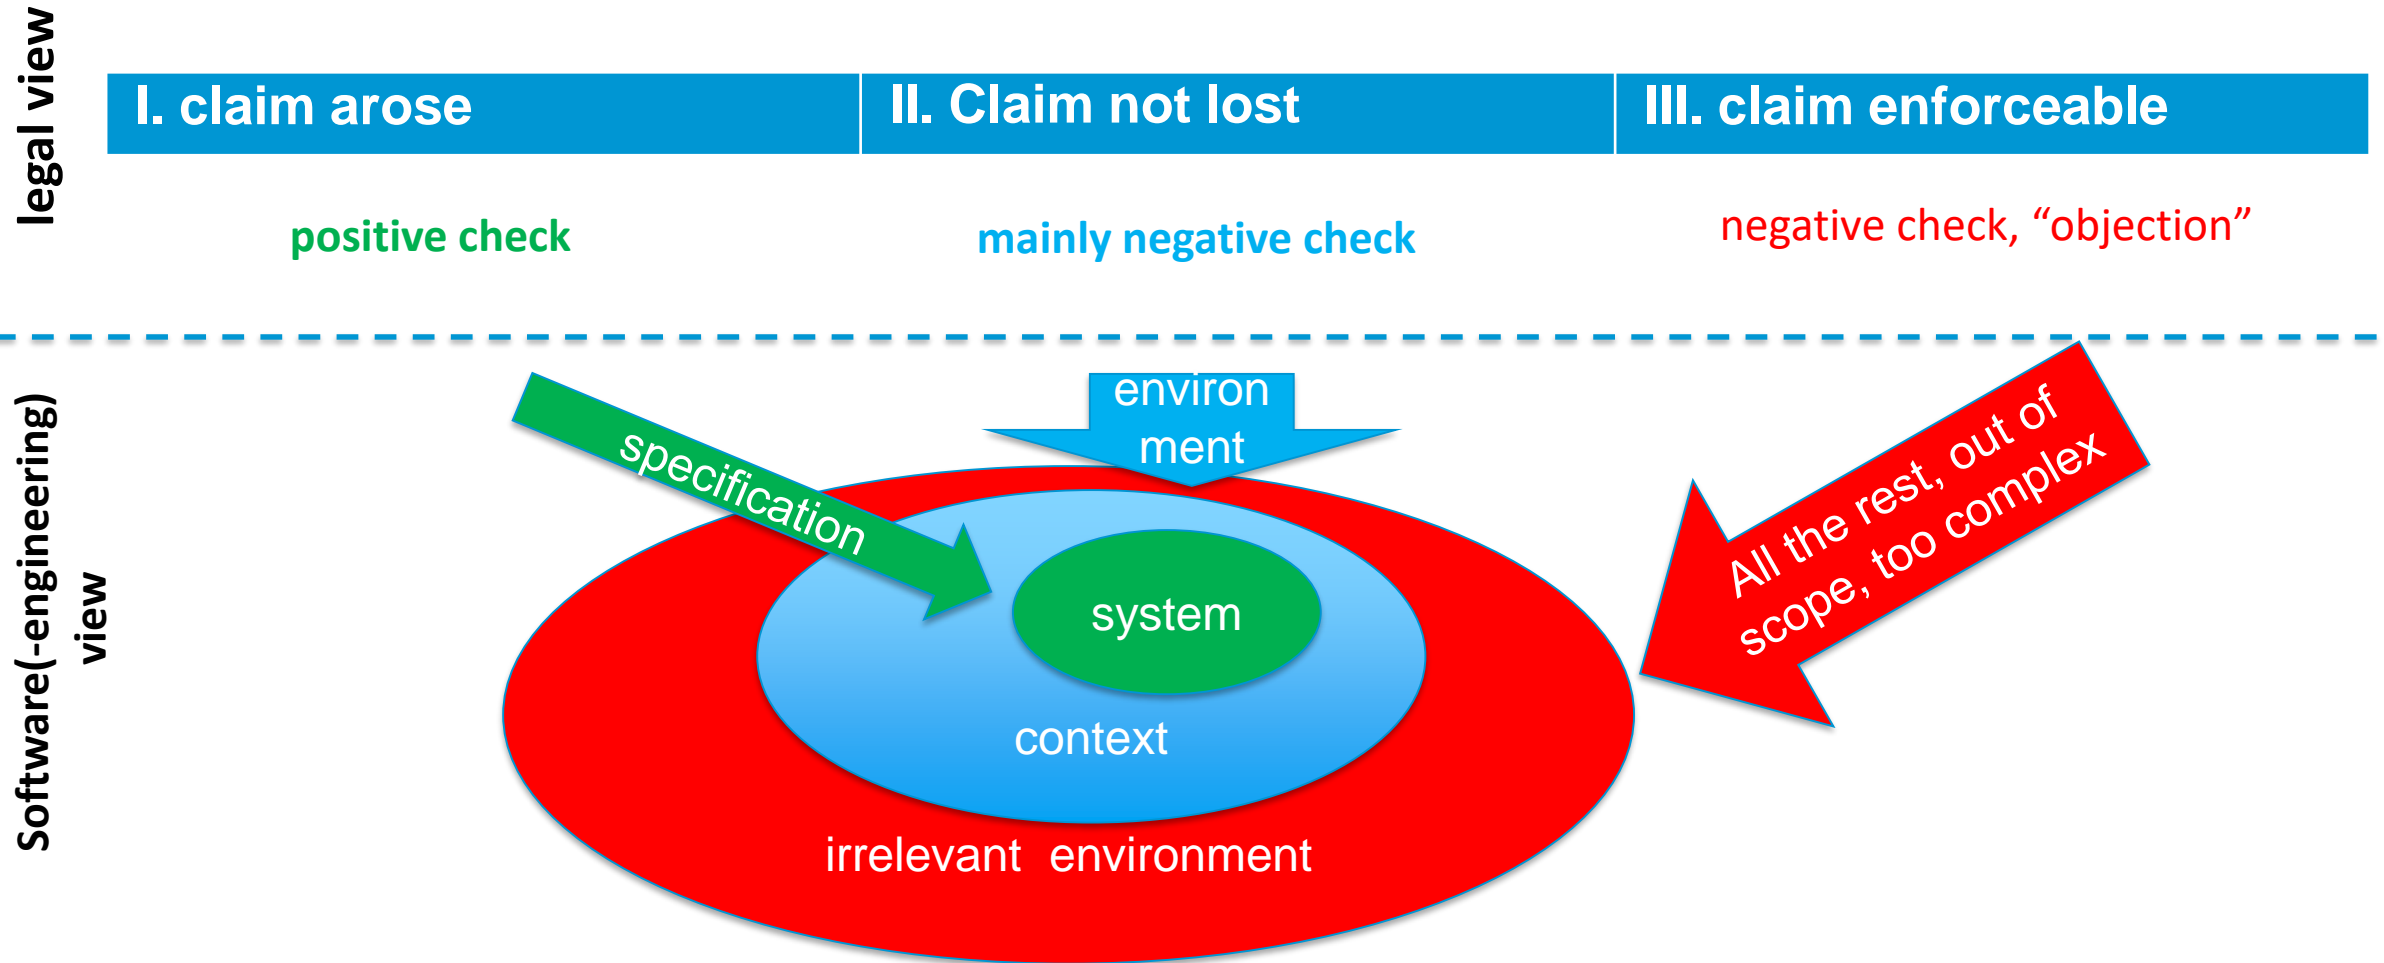 legal view
I. claim arose
II. Claim not lost
III. claim enforceable
positive check
mainly negative check
negative check, “objection”
Software(-engineering)
view
specification
environ
ment
All the rest, out of
scope, too complex
system
context
irrelevant environment